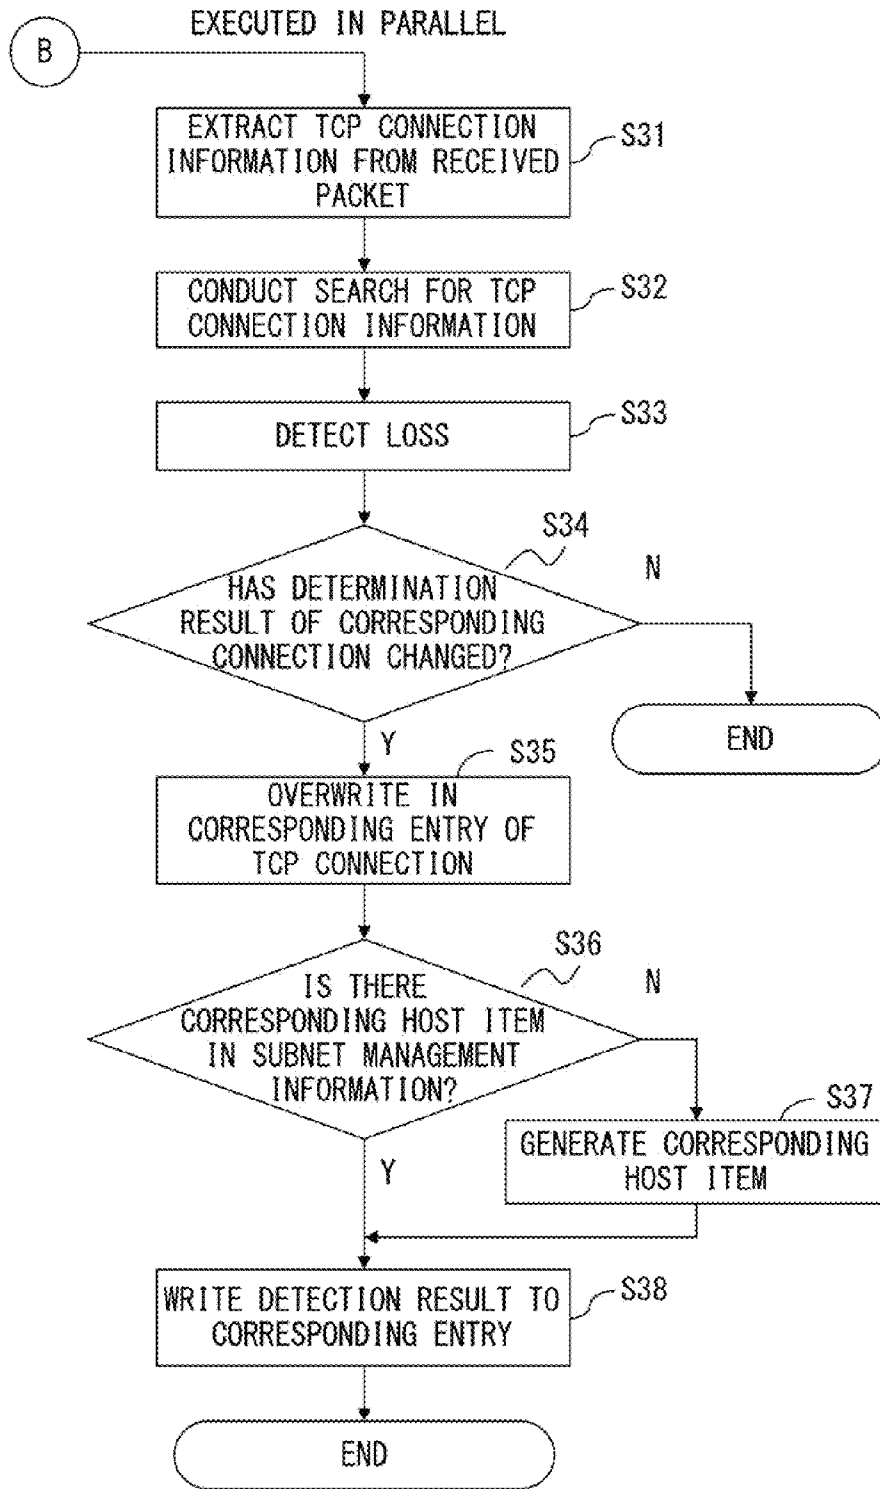 EXECUTED IN PARALLEL
B
EXTRACT TCP CONNECTION
INFORMATION FROM RECEIVED
PACKET
S31
CONDUCT SEARCH FOR TCP
CONNECTION INFORMATION
S32
DETECT LOSS
S33
S34
HAS DETERMINATION
RESULT OF CORRESPONDING
CONNECTION CHANGED?
N
END
Y
S35
OVERWRITE IN
CORRESPONDING ENTRY OF
TCP CONNECTION
S36
IS THERE
CORRESPONDING HOST ITEM
IN SUBNET MANAGEMENT
INFORMATION?
N
S37
GENERATE CORRESPONDING
HOST ITEM
Y
WRITE DETECTION RESULT TO
CORRESPONDING ENTRY
S38
END